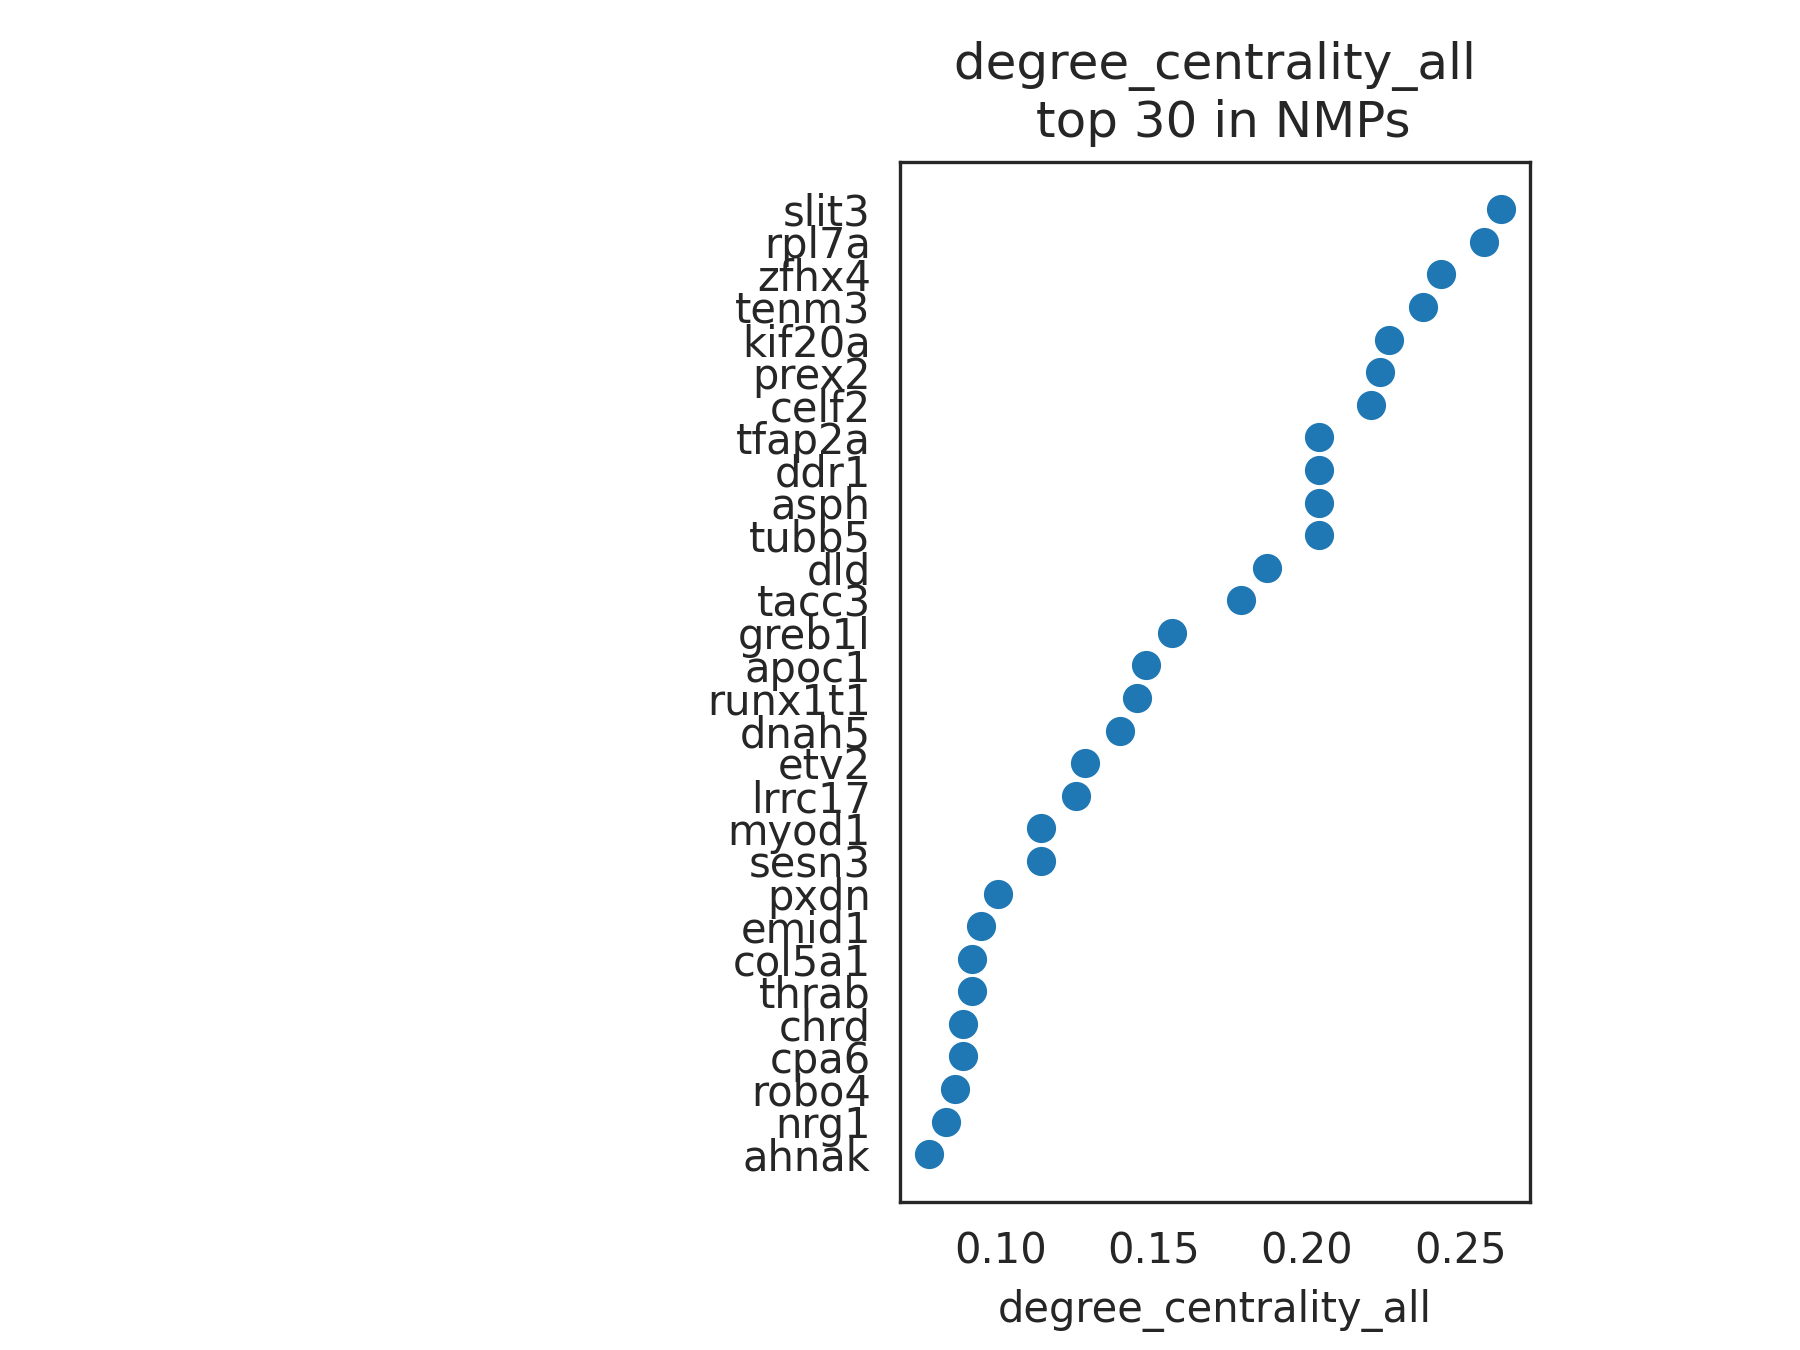 degree_centrality_all
top 30 in NMPs
slit3
rpl7a
zfhx4
tenm3
kif20a
prex2
celf2
tfap2a
ddr1
asph
tubb5
dld
tacc3
greb1l
apoc1
runx1t1
dnah5
etv2
lrrc17
myod1
sesn3
pxdn
emid1
col5a1
thrab
chrd
cpa6
robo4
nrg1
ahnak
0.10 0.15 0.20 0.25
degree_centrality_all